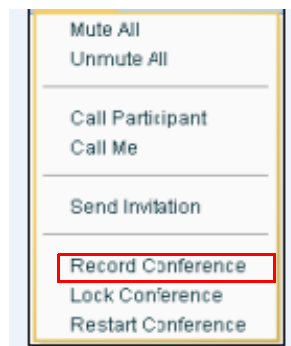 Mute All
Unmute All
Call Participant
Call Me
Send Invitation
Record Conference
Lock Conference
Restart Conference